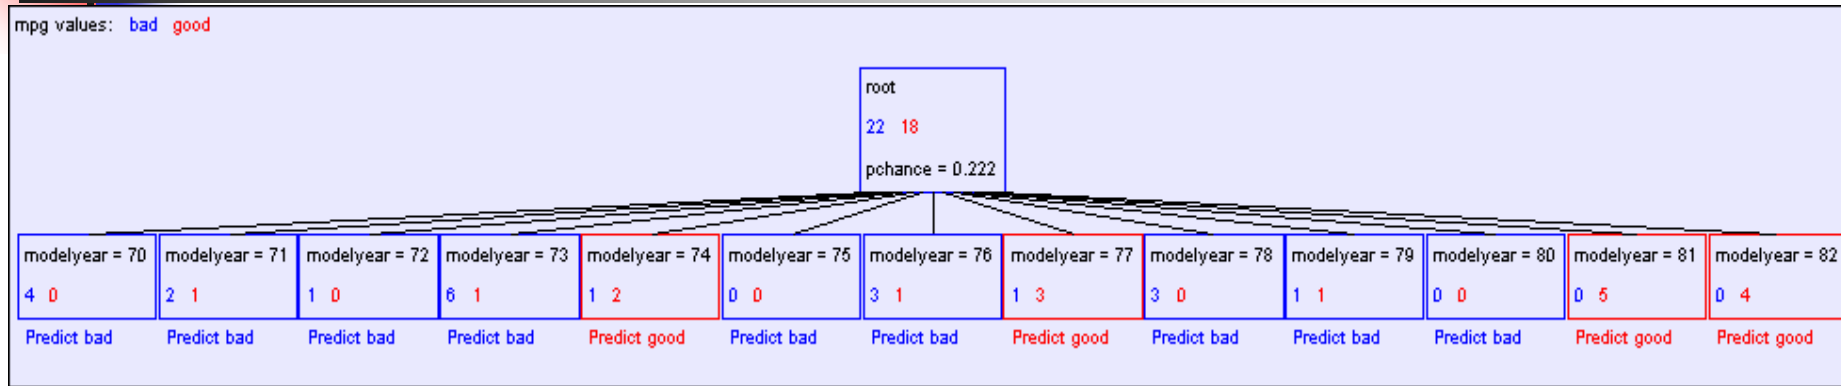 mpg values: bad good
root
22 18
pchance = 0.222
modelyear = 70 modelyear = 71 modelyear = 72 modelyear = 73 modelyear = 74 modelyear = 75 modelyear = 76 modelyear = 77 modelyear = 78 modelyear = 79 modelyear = 80 modelyear = 81 modelyear = 82
4 0 2 1 1 0 6 1 1 2 0 0 3 1 1 3 3 0 1 1 0 0 0 5 0 4
Predict bad Predict bad Predict bad Predict bad Predict good Predict bad Predict bad Predict good Predict bad Predict bad Predict bad Predict good Predict good